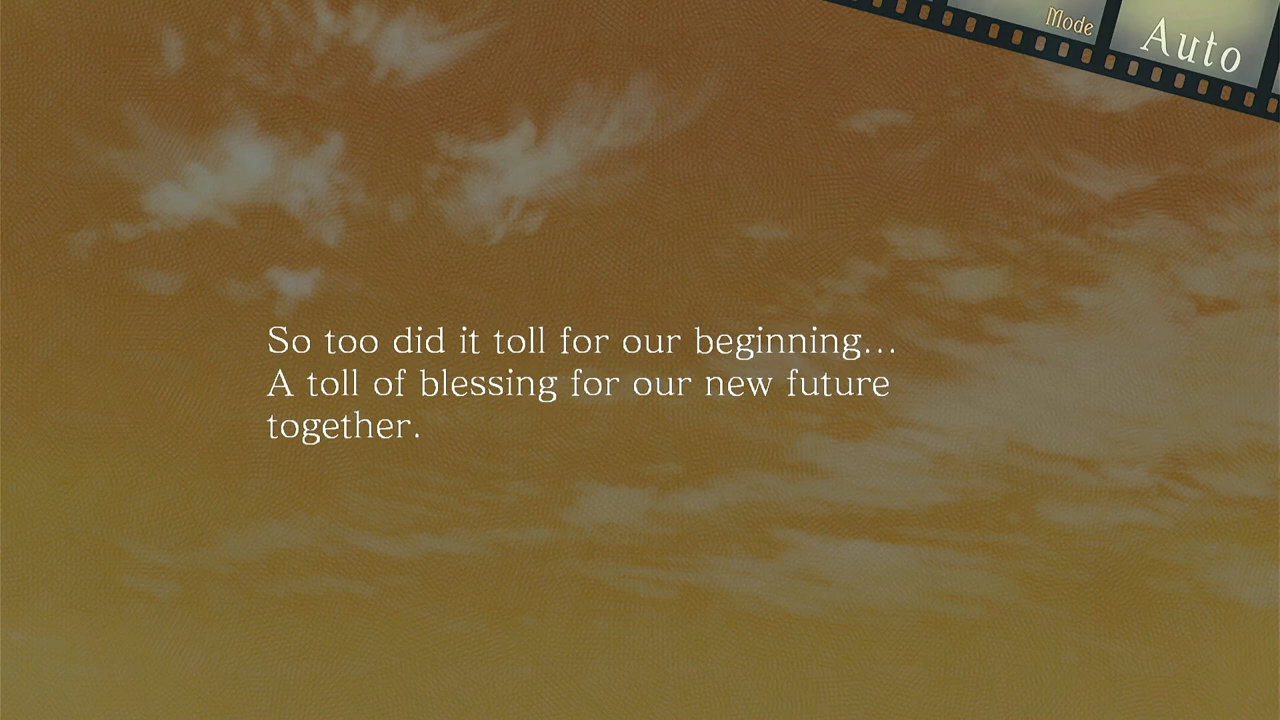 Mode
Auto
So too did it toll for our beginning...
A toll of blessing for our new future
together.